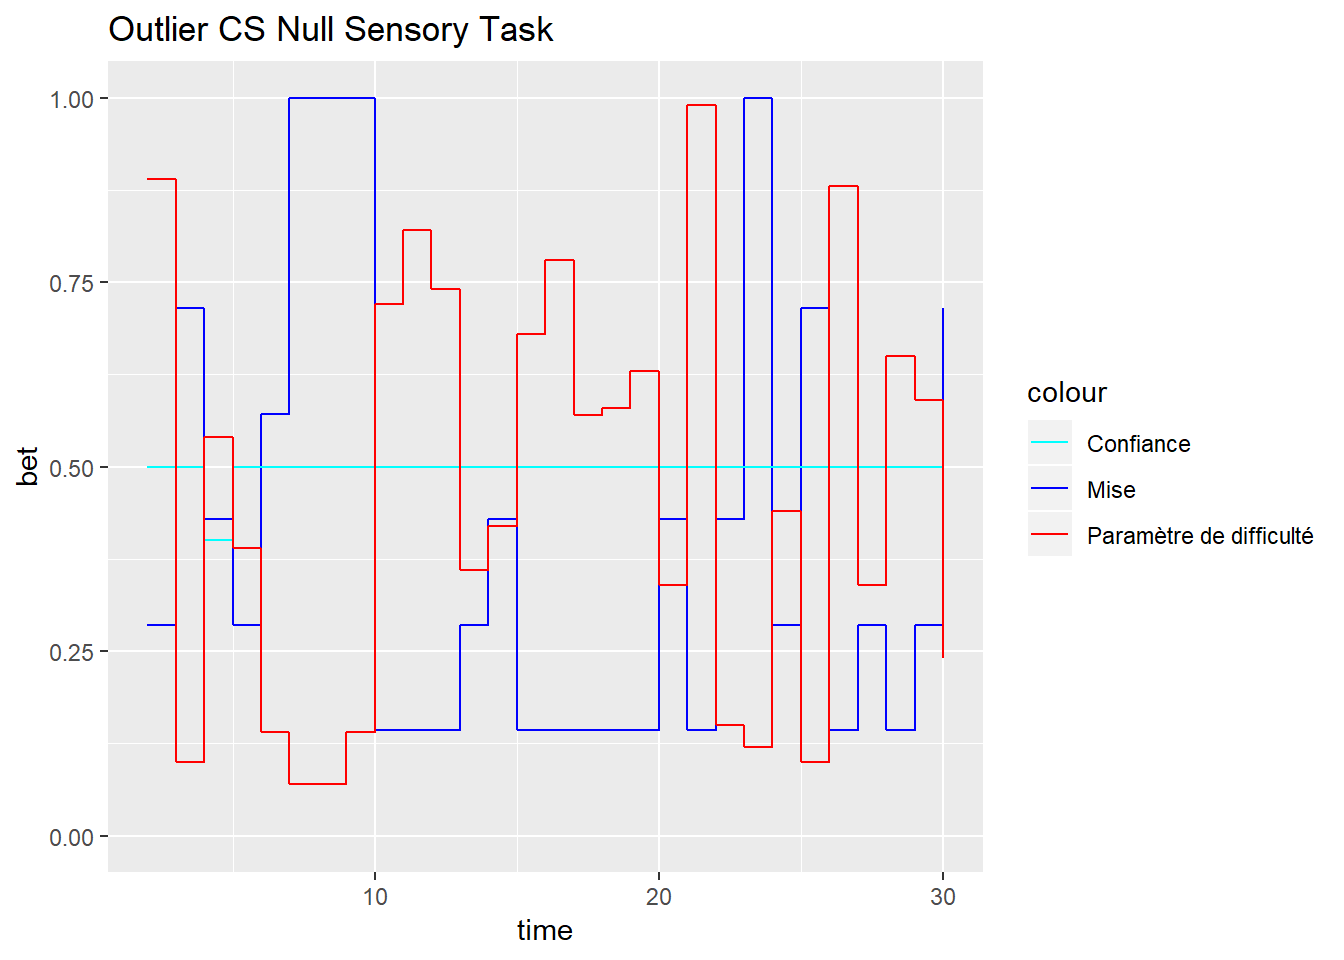 Outlier CS Null Sensory Task
bet
1.00
0.75
0.50
0.25
0.00
10
20
30
time
colour
Confiance
Mise
Paramètre de difficulté